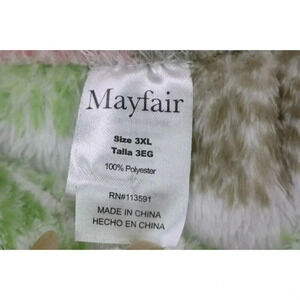 Mayfair
Size 3XL
Talla 3EG
100% Polyester
RN#113591
MADE IN CHINA
HECHO EN CHINA